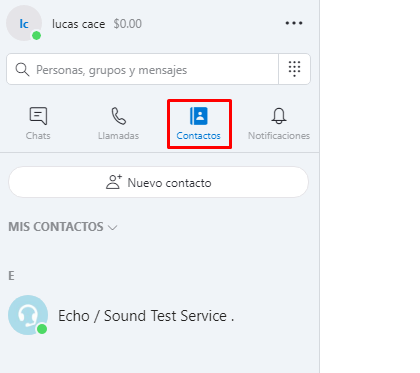 lc lucas cace $0.00
Personas, grupos y mensajes
Chats Llamadas Contactos Notificaciones
Nuevo contacto
MIS CONTACTOS
E
Echo / Sound Test Service .